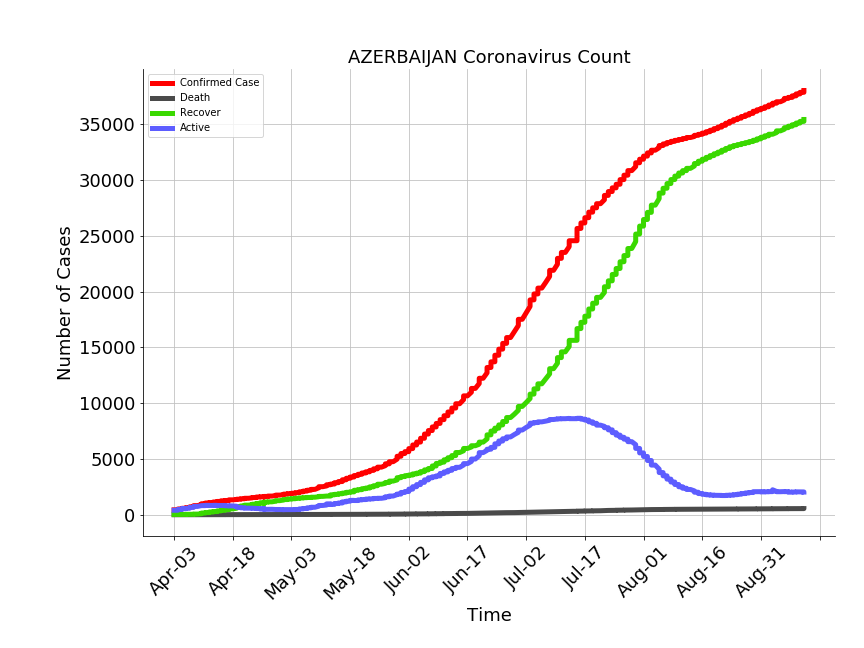 AZERBAIJAN Coronavirus Count
Confirmed Case
Death
Recover
Active
35000
30000
25000
20000
15000
10000
5000
0
Number of Cases
Apr-03
Apr-18
May-03
May-18
Jun-02
Jun-17
Jul-02
Jul-17
Aug-01
Aug-16
Aug-31
Time